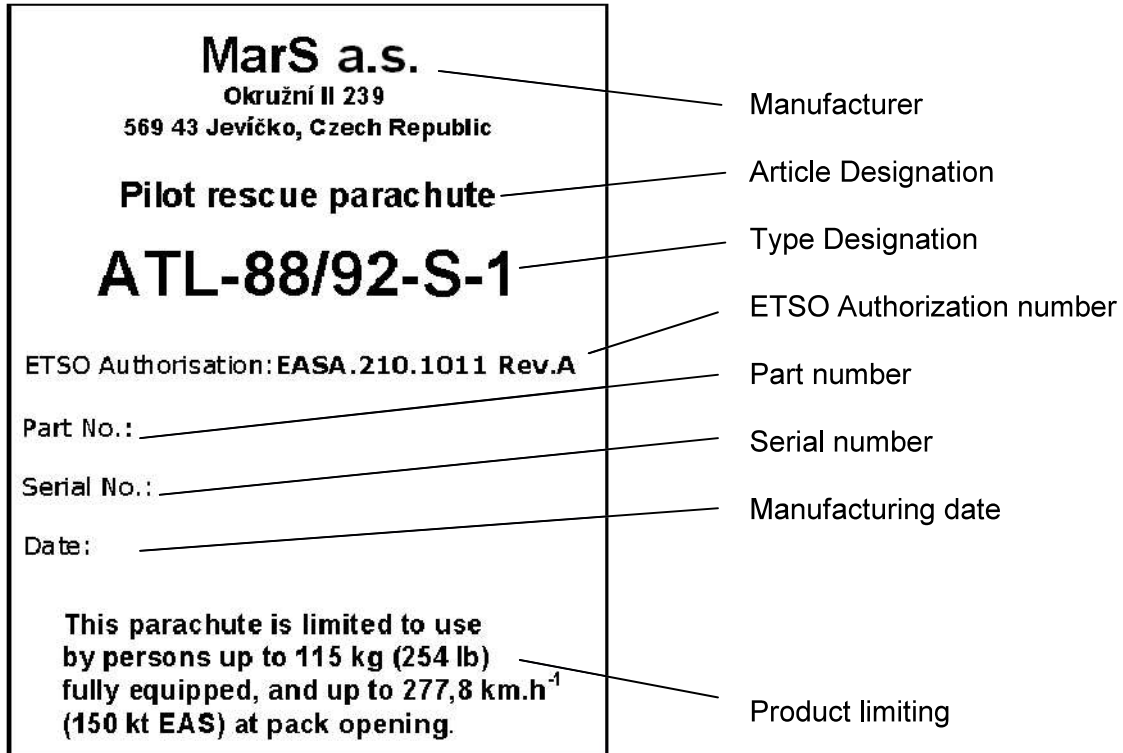 MarS a.s.
Okružní II 239
569 43 Jevíčko, Czech Republic
Pilot rescue parachute
ATL-88/92-S-1
ETSO Authorisation: EASA.210.1011 Rev.A
Part No.:
Serial No.:
Date:
This parachute is limited to use
by persons up to 115 kg (254 lb)
fully equipped, and up to 277,8 km.h⁻¹
(150 kt EAS) at pack opening.
Manufacturer
Article Designation
Type Designation
ETSO Authorization number
Part number
Serial number
Manufacturing date
Product limiting